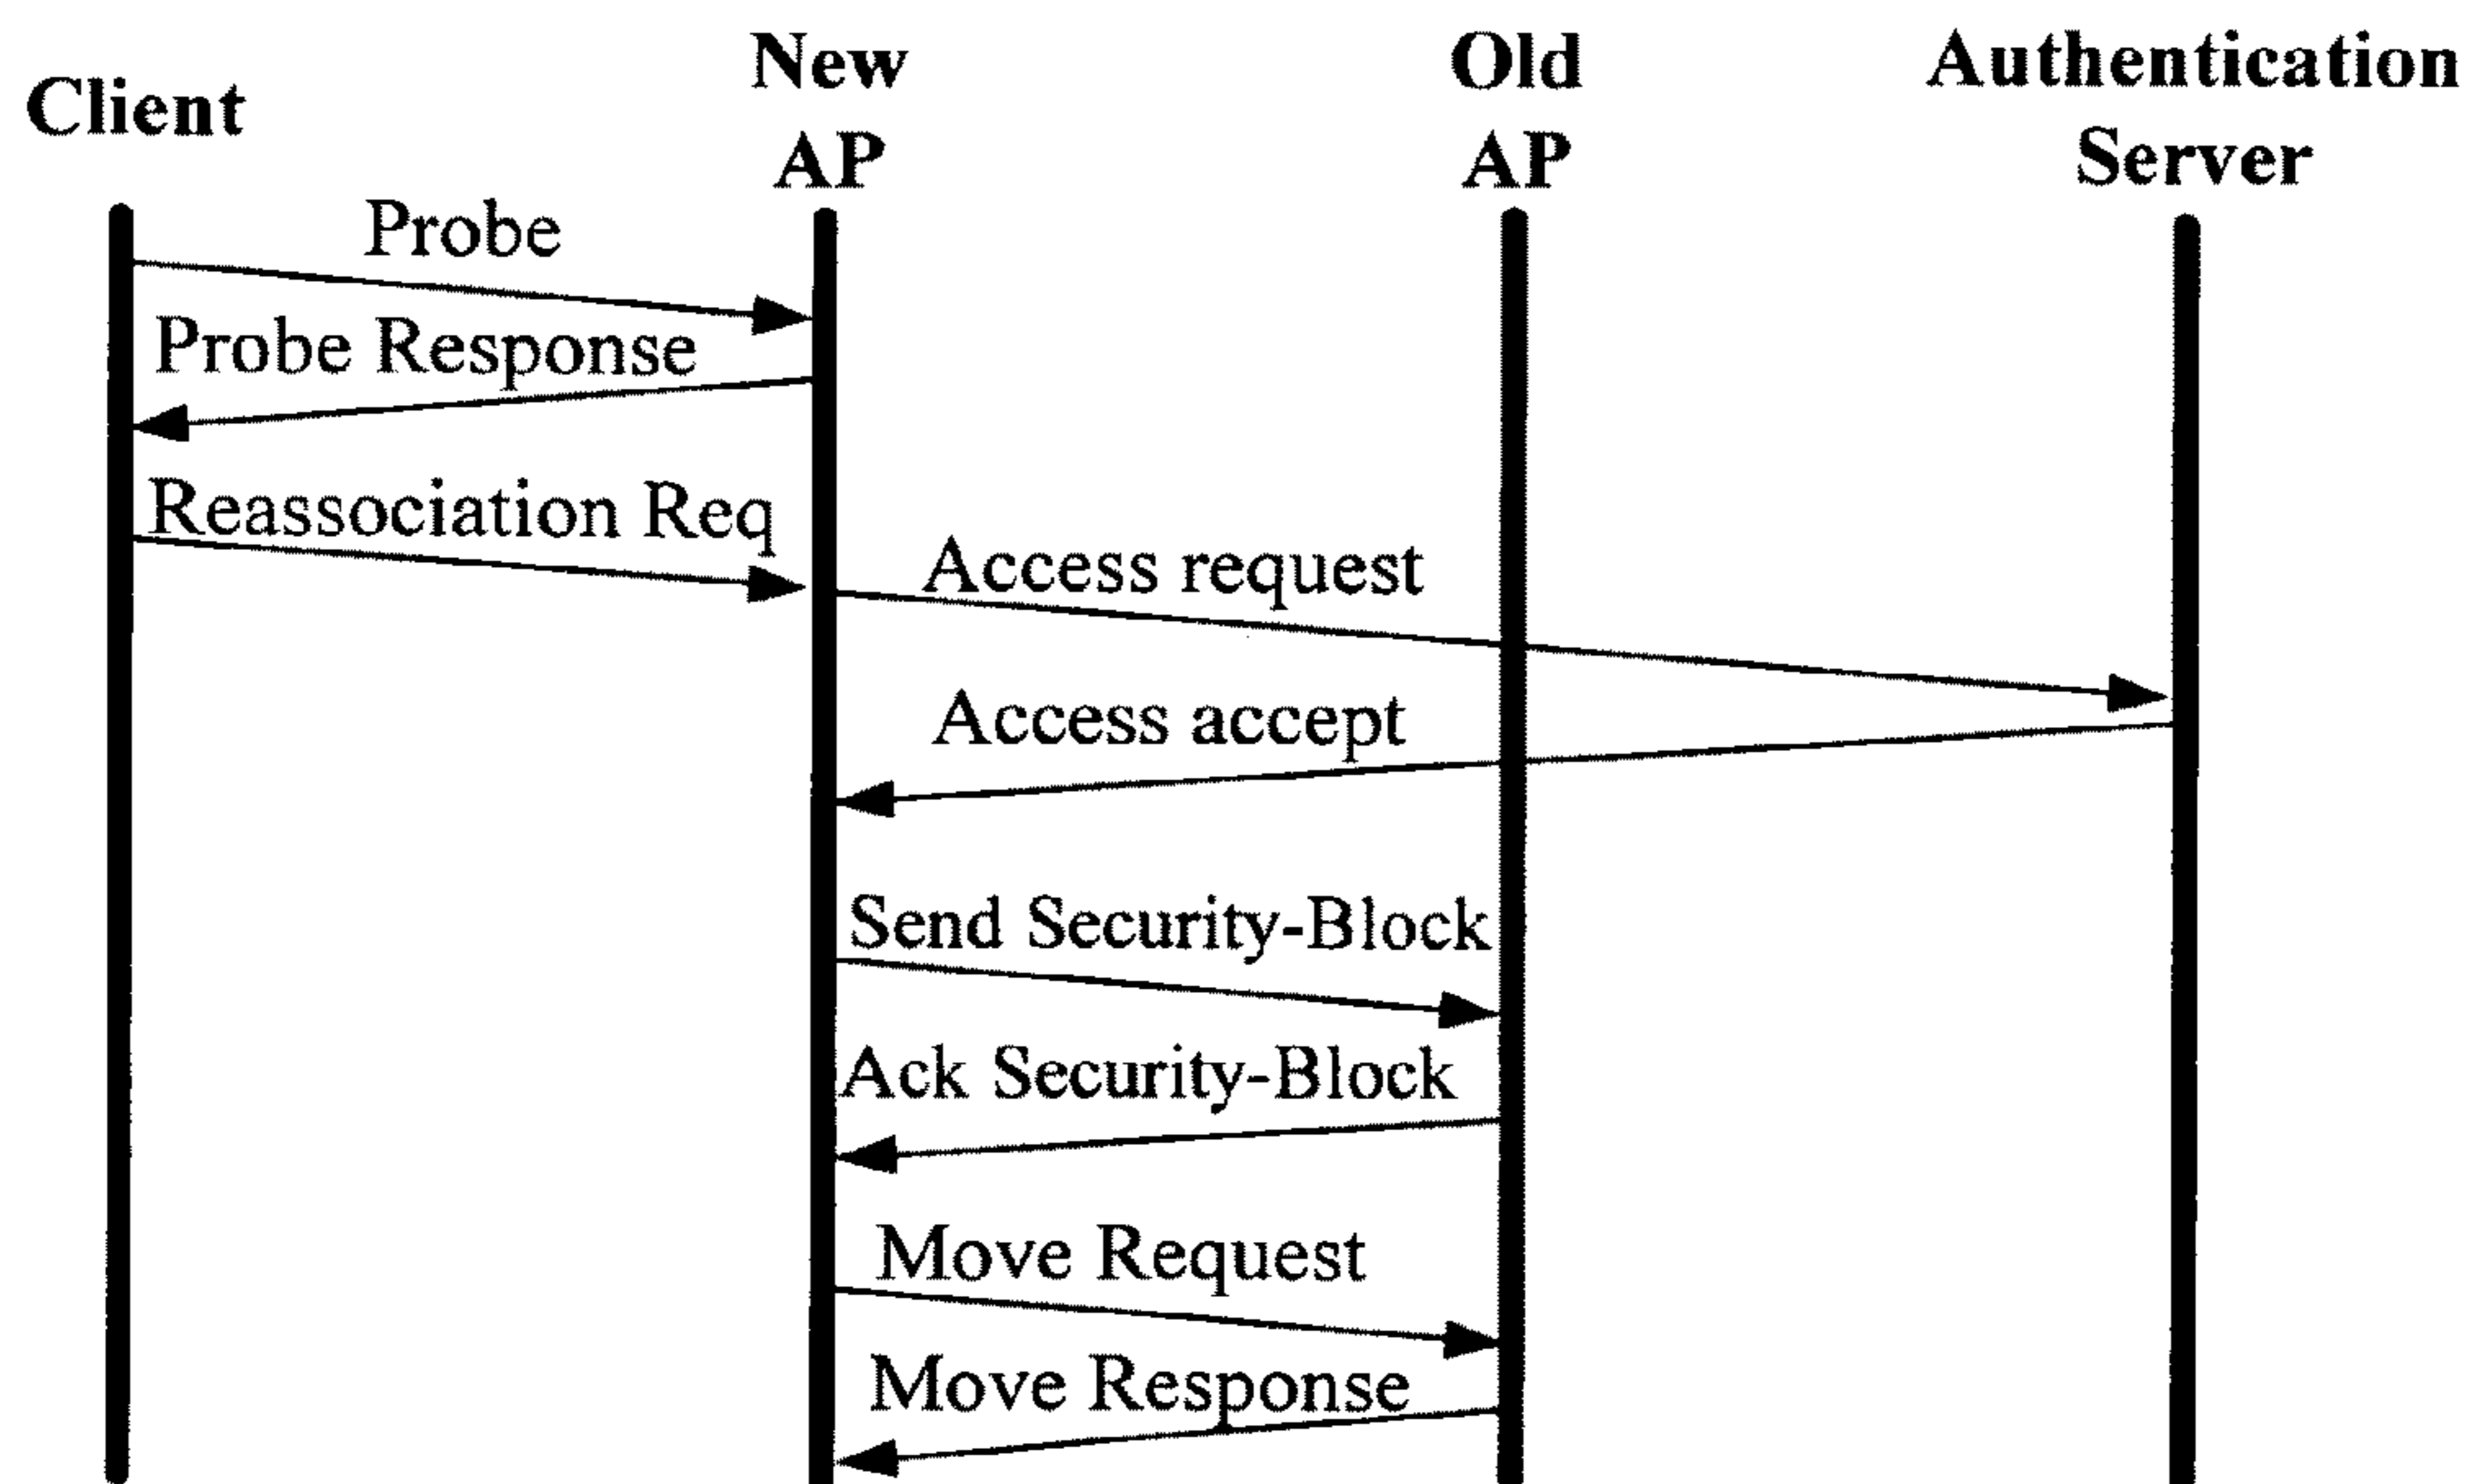 Client
New
AP
Old
AP
Authentication
Server
Probe
Probe Response
Reassociation Req
Access request
Access accept
Send Security-Block
Ack Security-Block
Move Request
Move Response